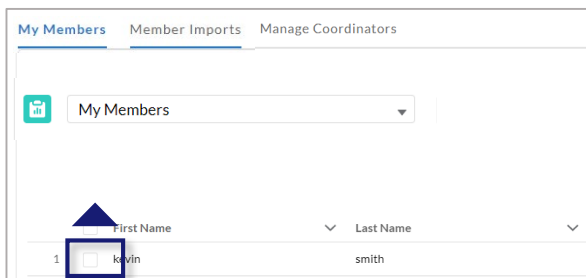 My Members Member Imports Manage Coordinators
My Members
First Name Last Name
1 kevin smith